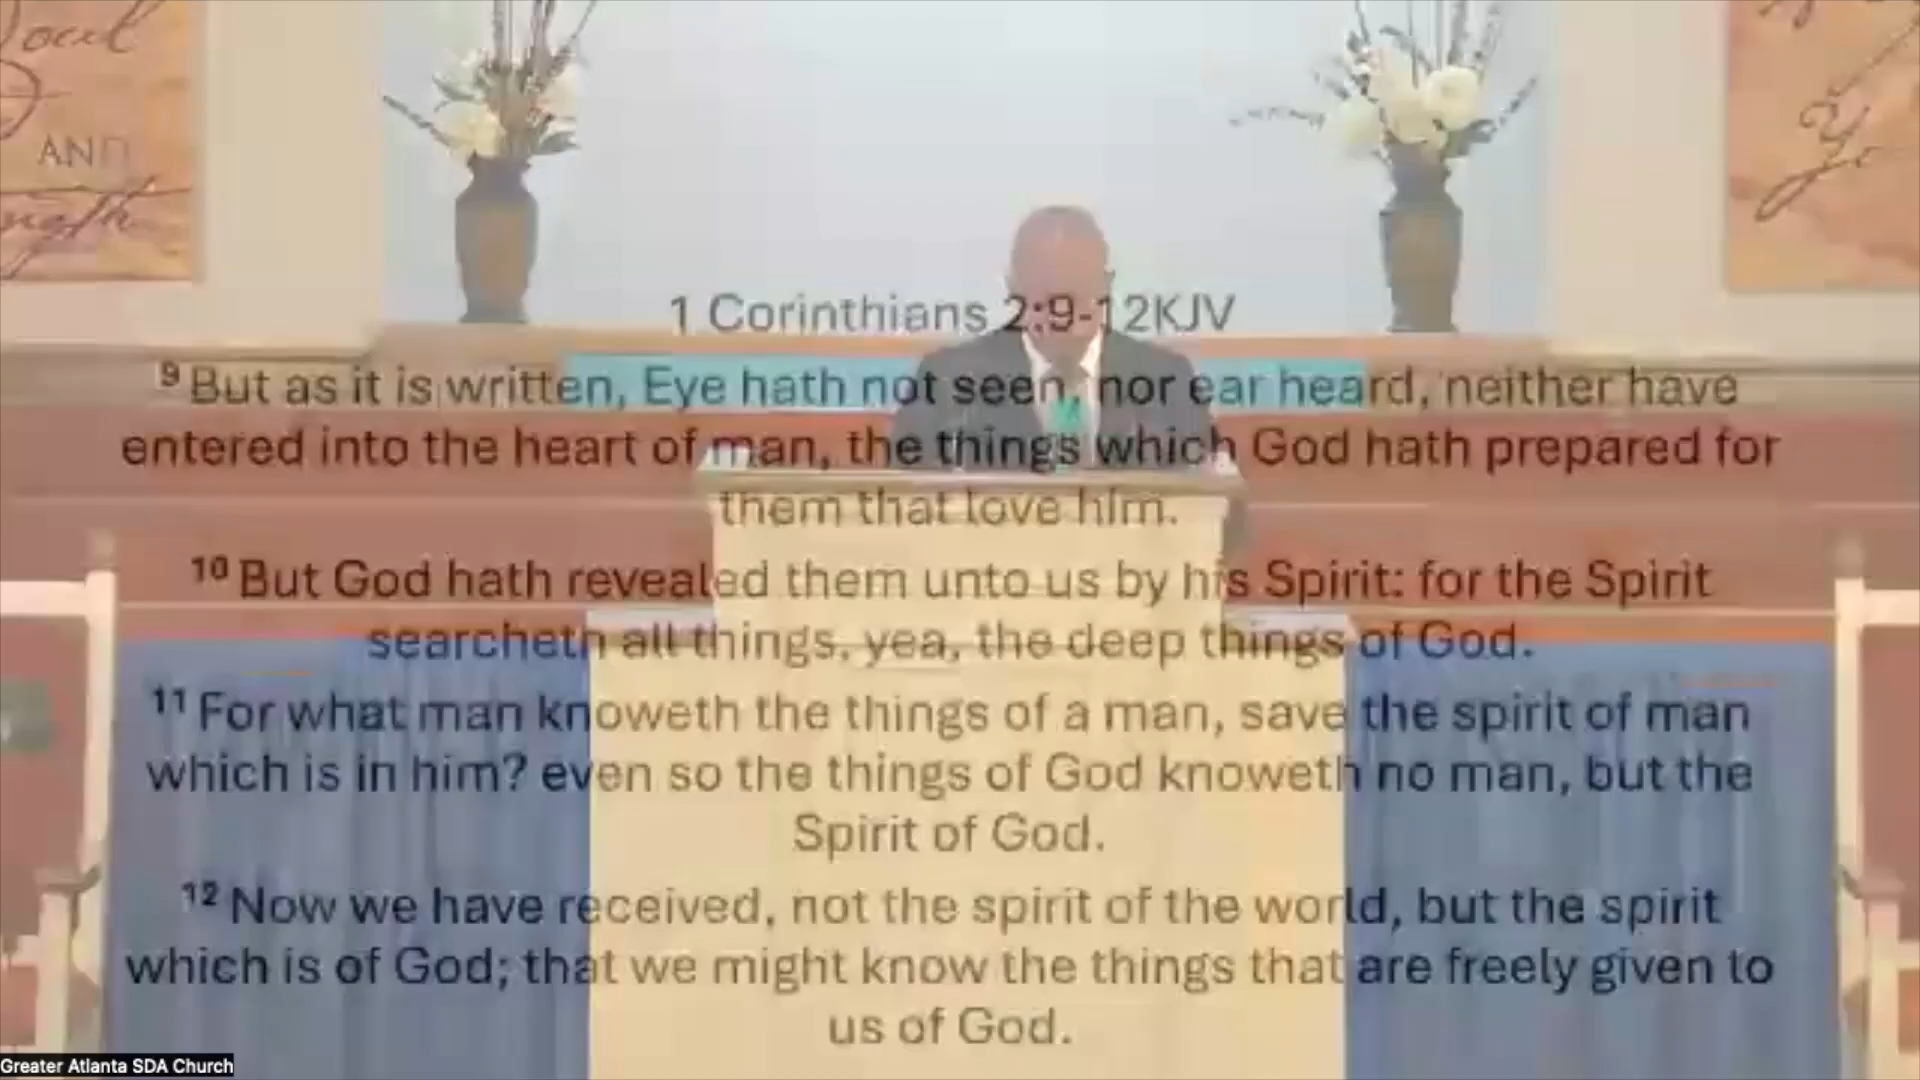 Soul
AND
1 Corinthians 2:9-12KJV
9 But as it is written, Eye hath not seen, nor ear heard, neither have
entered into the heart of man, the things which God hath prepared for
them that love him.
10 But God hath revealed them unto us by his Spirit: for the Spirit
searcheth all things, yea, the deep things of God.
11 For what man knoweth the things of a man, save the spirit of man
which is in him? even so the things of God knoweth no man, but the
Spirit of God.
12 Now we have received, not the spirit of the world, but the spirit
which is of God; that we might know the things that are freely given to
us of God.
Greater Atlanta SDA Church